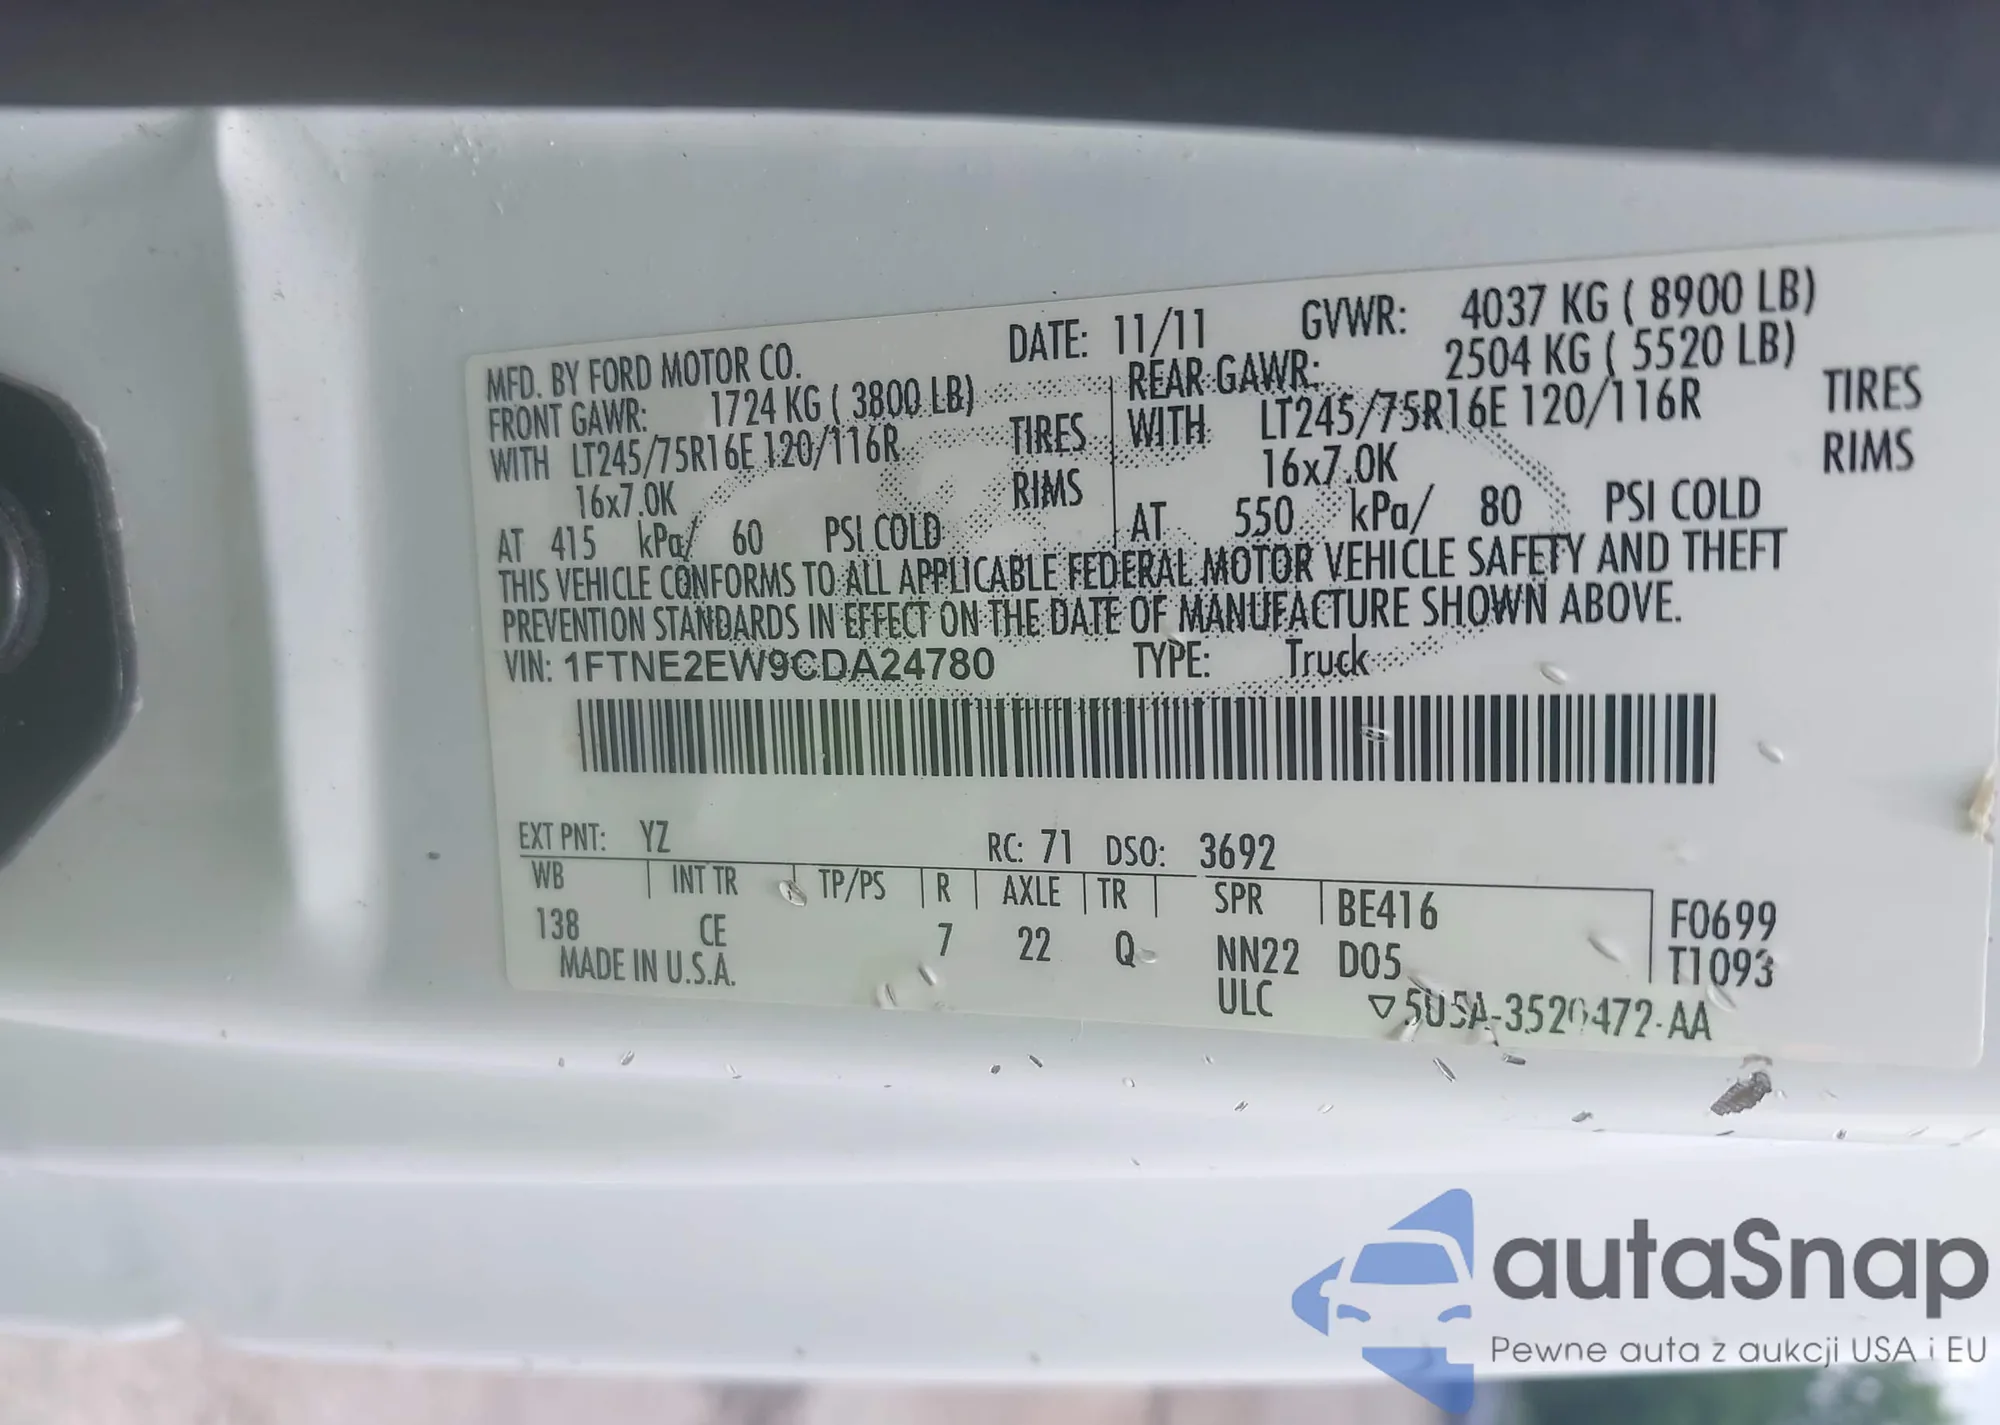 MFD. BY FORD MOTOR CO. DATE: 11/11 GVWR: 4037 KG ( 8900 LB)
FRONT GAWR: 1724 KG ( 3800 LB) REAR GAWR: 2504 KG ( 5520 LB)
WITH LT245/75R16E 120/116R TIRES WITH LT245/75R16E 120/116R TIRES
16x7.0K RIMS 16x7.0K RIMS
AT 415 kPa/ 60 PSI COLD AT 550 kPa/ 80 PSI COLD
THIS VEHICLE CONFORMS TO ALL APPLICABLE FEDERAL MOTOR VEHICLE SAFETY AND THEFT
PREVENTION STANDARDS IN EFFECT ON THE DATE OF MANUFACTURE SHOWN ABOVE.
VIN: 1FTNE2EW9CDA24780 TYPE: Truck
EXT PNT: YZ RC: 71 DSO: 3692
WB INT TR TP/PS R AXLE TR SPR BE416 F0699
138 CE 7 22 Q NN22 D05 T1093
MADE IN U.S.A. ULC ▽5U5A-3520472-AA
autaSnap
Pewne auta z aukcji USA i EU